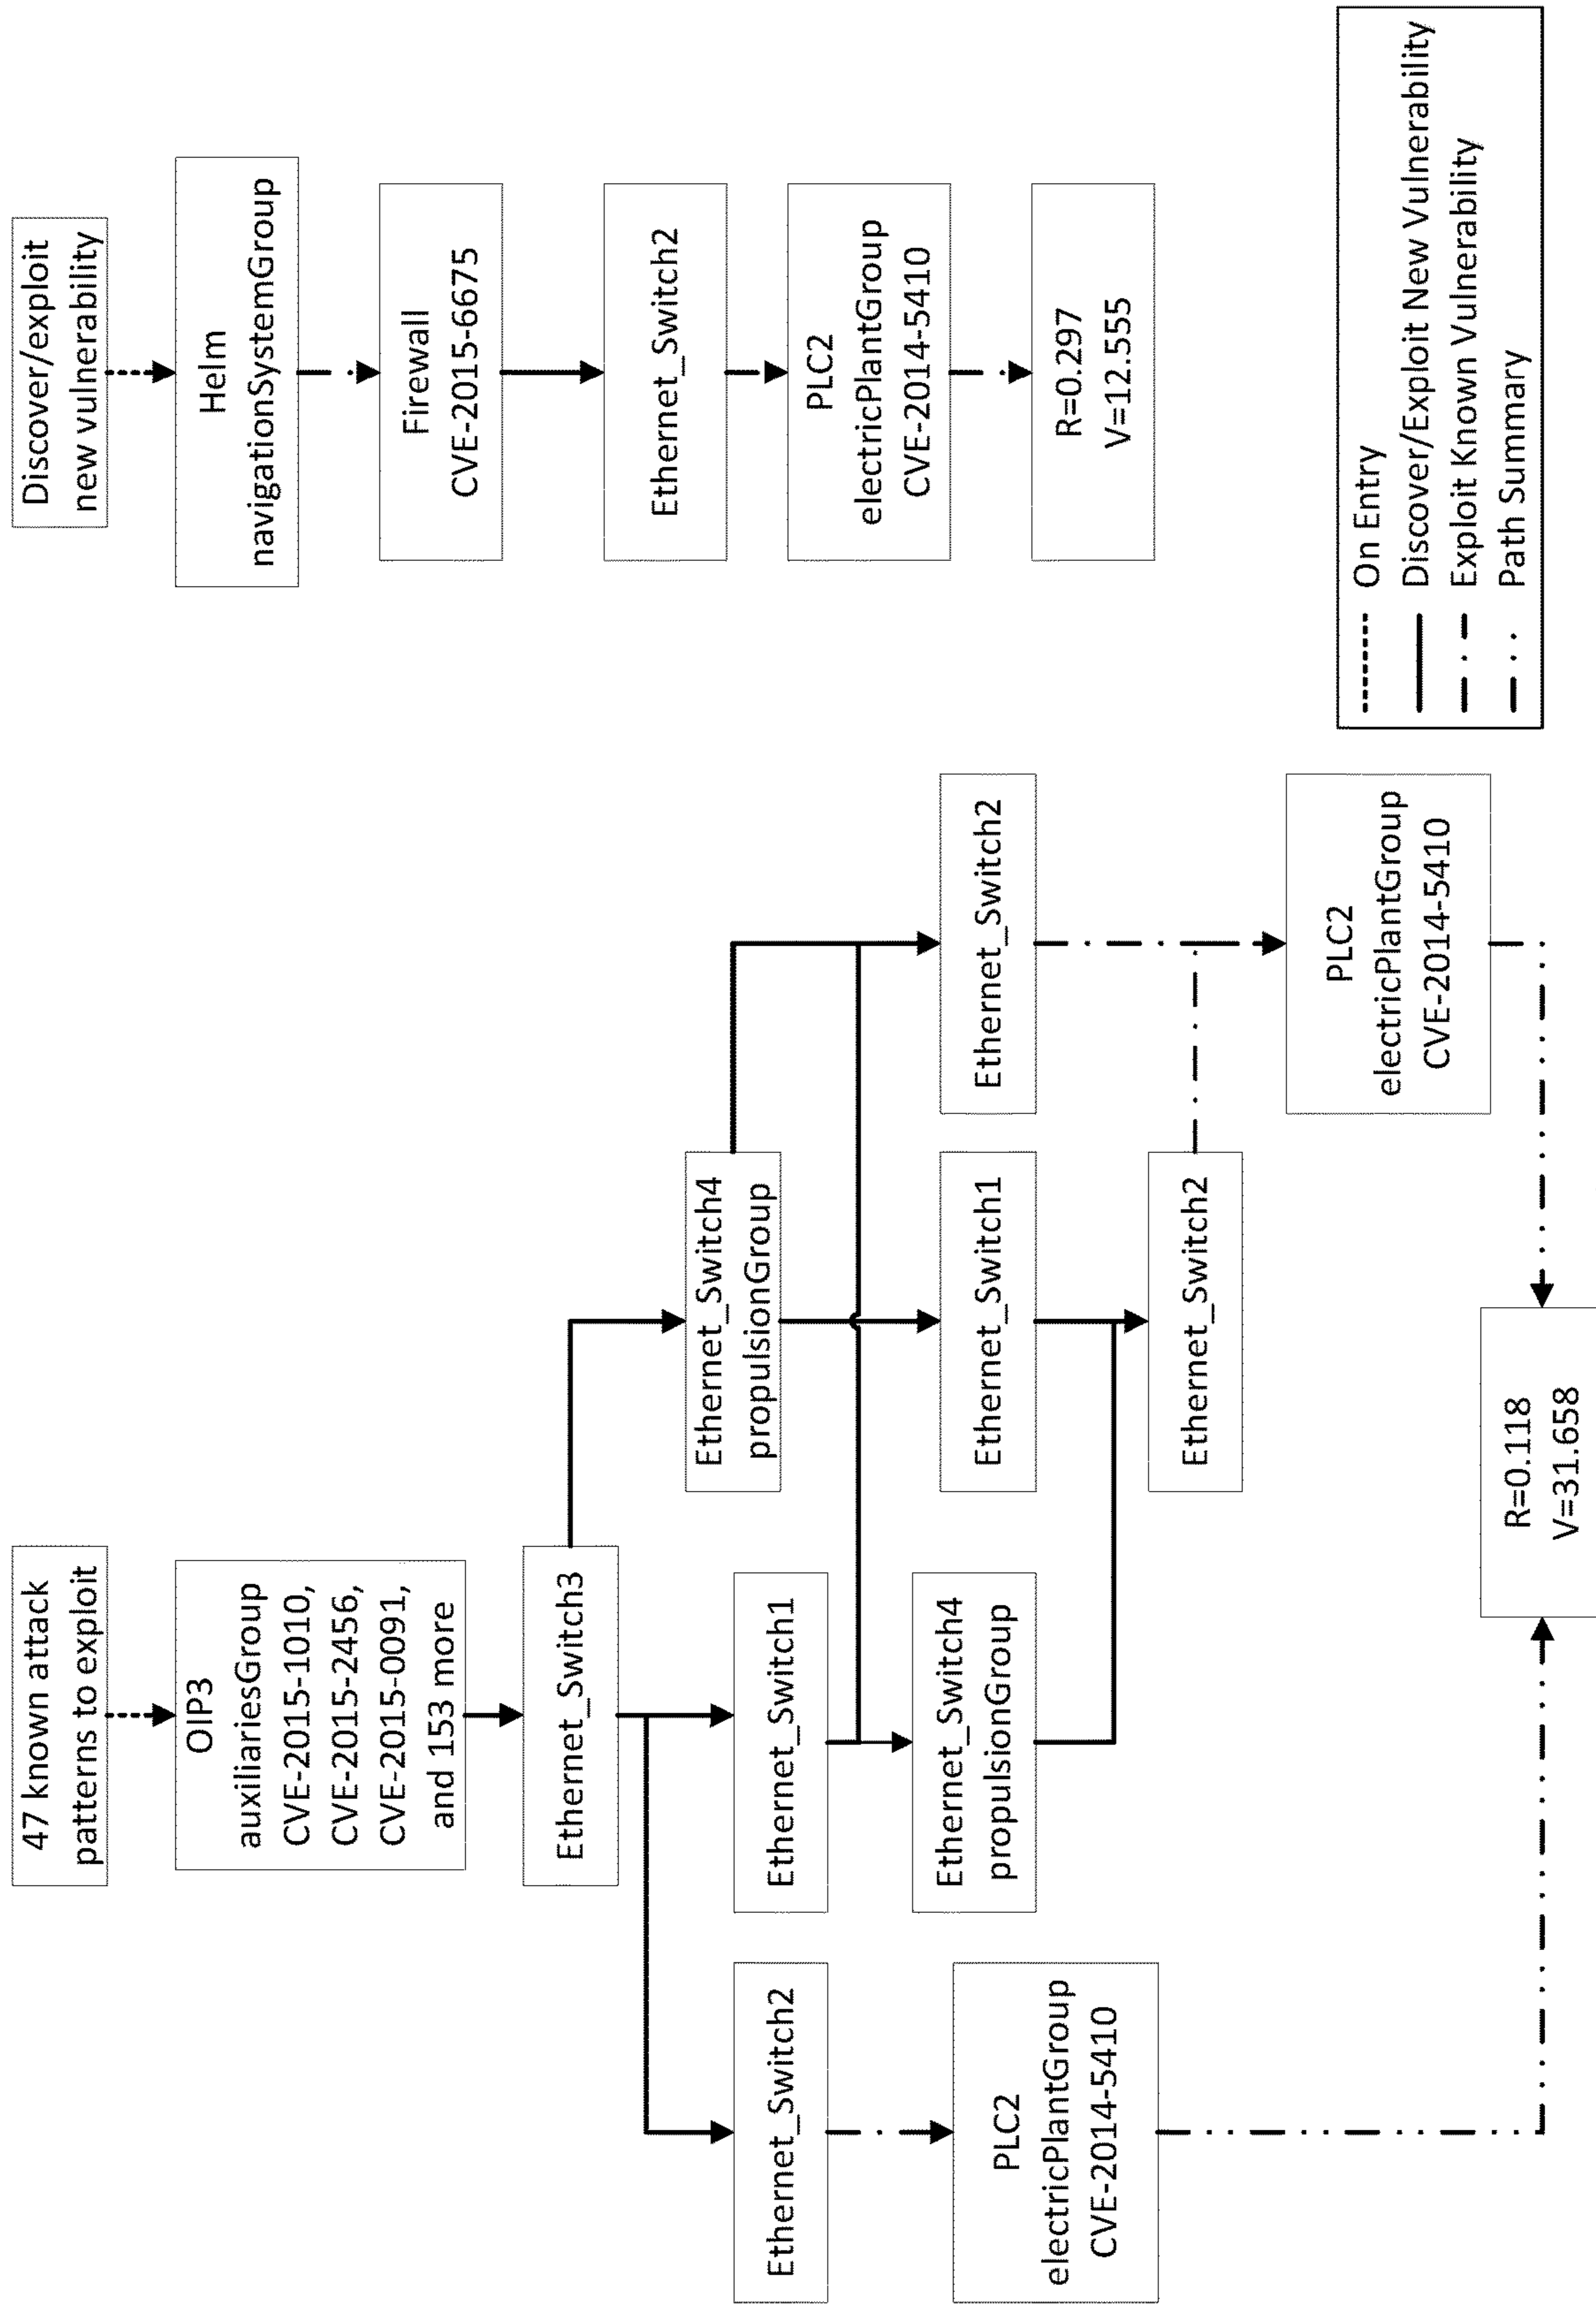 47 known attack
patterns to exploit
OIP3
auxiliariesGroup
CVE-2015-1010,
CVE-2015-2456,
CVE-2015-0091,
and 153 more
Ethernet_Switch3
Ethernet_Switch2
Ethernet_Switch1
Ethernet_Switch4
propulsionGroup
PLC2
electricPlantGroup
CVE-2014-5410
Ethernet_Switch4
propulsionGroup
Ethernet_Switch1
Ethernet_Switch2
Ethernet_Switch2
PLC2
electricPlantGroup
CVE-2014-5410
R=0.118
V=31.658
Discover/exploit
new vulnerability
Helm
navigationSystemGroup
Firewall
CVE-2015-6675
Ethernet_Switch2
PLC2
electricPlantGroup
CVE-2014-5410
R=0.297
V=12.555
On Entry
Discover/Exploit New Vulnerability
Exploit Known Vulnerability
Path Summary